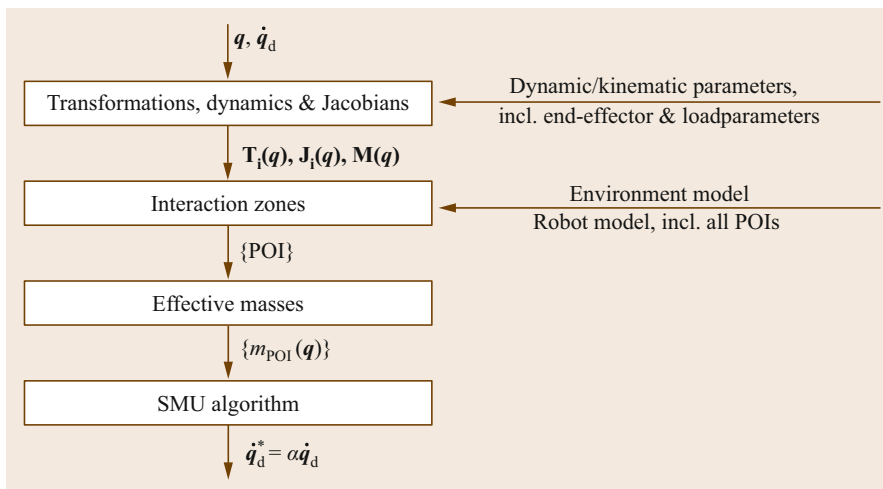 q, q̇_d
Transformations, dynamics & Jacobians
Dynamic/kinematic parameters,
incl. end-effector & loadparameters
T_i(q), J_i(q), M(q)
Interaction zones
Environment model
Robot model, incl. all POIs
{POI}
Effective masses
{m_POI(q)}
SMU algorithm
q̇_d^* = αq̇_d